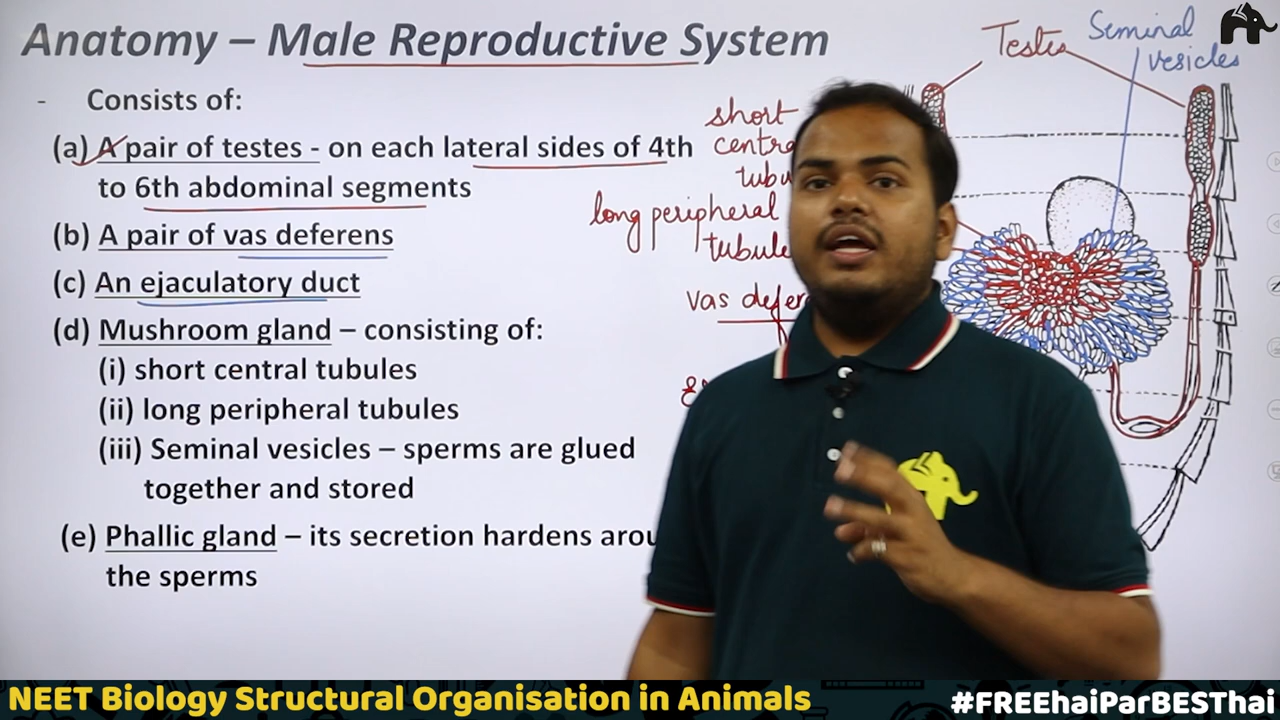 Anatomy – Male Reproductive System
- Consists of:
(a) A pair of testes - on each lateral sides of 4th
to 6th abdominal segments
(b) A pair of vas deferens
(c) An ejaculatory duct
(d) Mushroom gland – consisting of:
(i) short central tubules
(ii) long peripheral tubules
(iii) Seminal vesicles – sperms are glued
together and stored
(e) Phallic gland – its secretion hardens arou
the sperms
Testes
Seminal
vesicles
short
centra
tubu
long peripheral
tubule
vas defer
NEET Biology Structural Organisation in Animals
#FREEhaiParBESThai